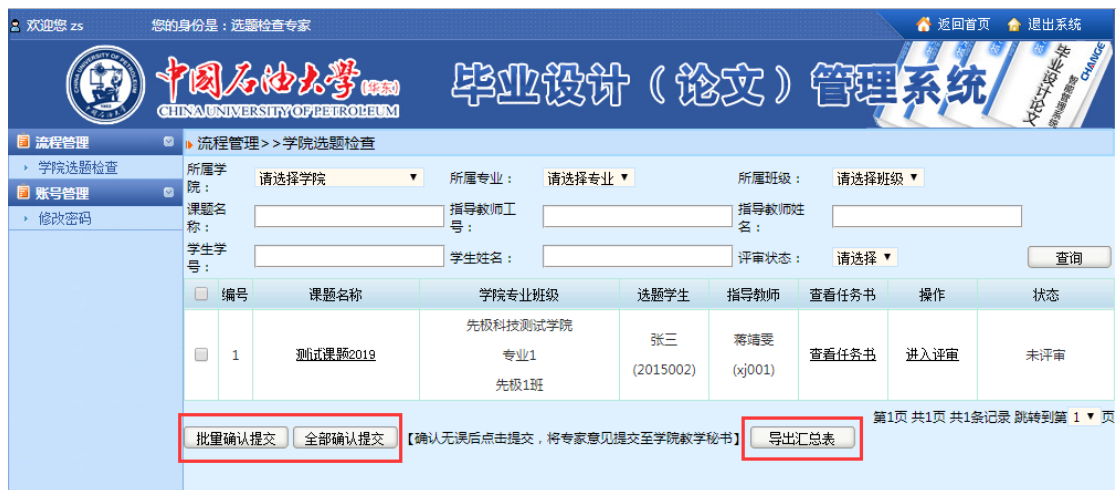 欢迎您 zs 您的身份是：选题检查专家 返回首页 退出系统
中国石油大学(华东)
CHINA UNIVERSITY OF PETROLEUM
毕业设计（论文）管理系统
毕业设计论文
智能管理系统
CHANGE
流程管理
学院选题检查
账号管理
修改密码
流程管理>>学院选题检查
所属学院： 请选择学院 所属专业： 请选择专业 所属班级： 请选择班级
课题名称： 指导教师工号： 指导教师姓名：
学生学号： 学生姓名： 评审状态： 请选择 查询
编号 课题名称 学院专业班级 选题学生 指导教师 查看任务书 操作 状态
1 测试课题2019 先极科技测试学院 专业1 先极1班 张三 (2015002) 蒋靖雯 (xj001) 查看任务书 进入评审 未评审
第1页 共1页 共1条记录 跳转到第 1 页
批量确认提交 全部确认提交 【确认无误后点击提交，将专家意见提交至学院教学秘书】 导出汇总表